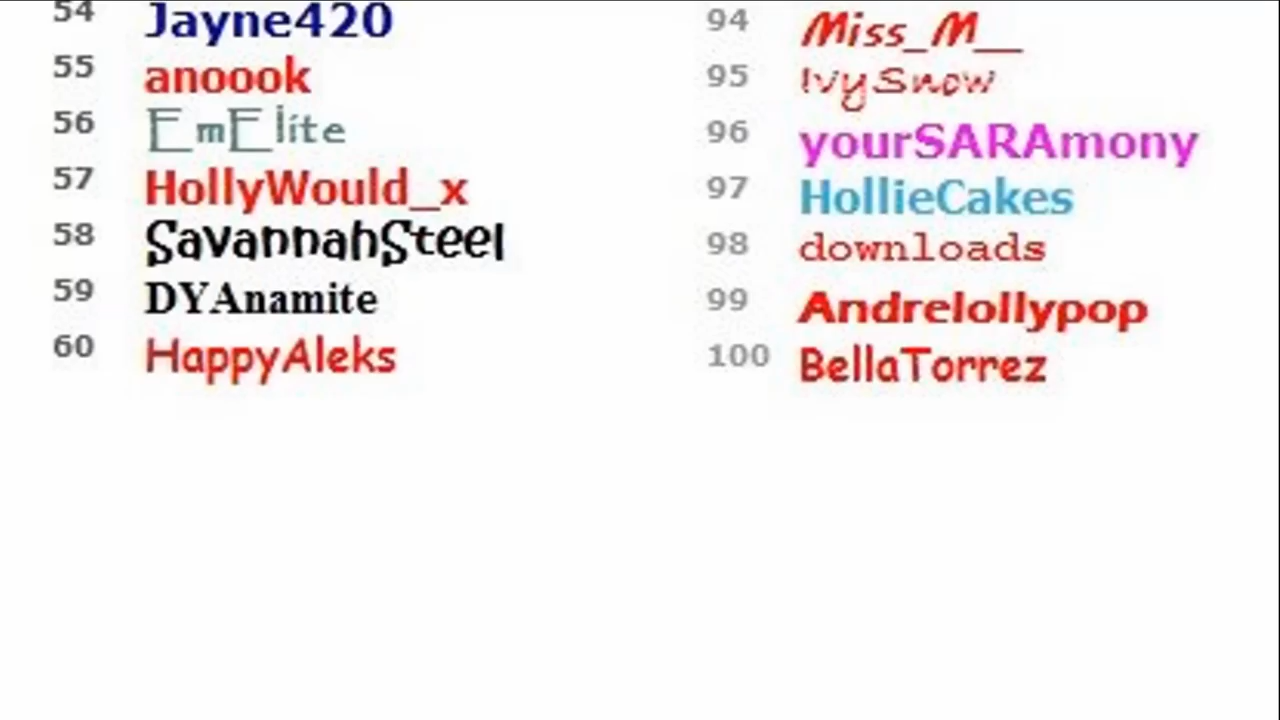 54 Jayne420
55 anoook
56 EmElite
57 HollyWould_x
58 SavannahSteel
59 DYAnamite
60 HappyAleks
94 Miss_M__
95 IvySnow
96 yourSARAmony
97 HollieCakes
98 downloads
99 Andrelollypop
100 BellaTorrez